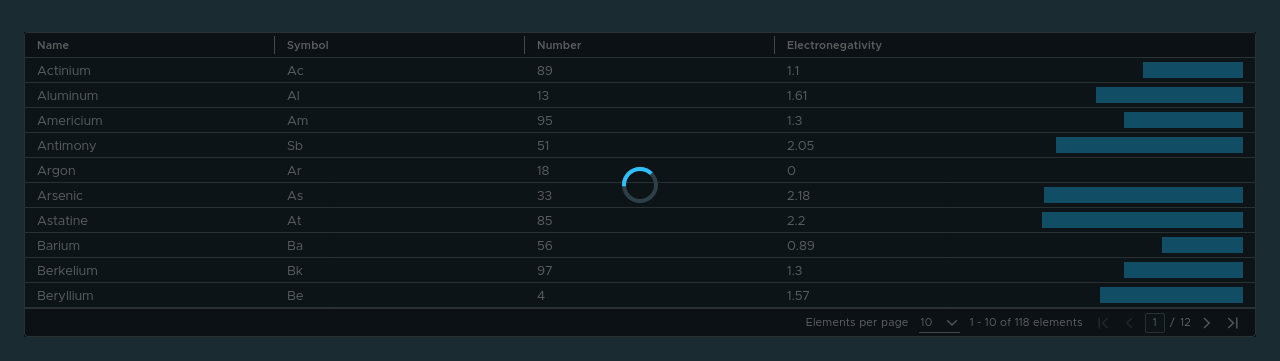 Name Symbol Number Electronegativity
Actinium Ac 89 1.1
Aluminum Al 13 1.61
Americium Am 95 1.3
Antimony Sb 51 2.05
Argon Ar 18 0
Arsenic As 33 2.18
Astatine At 85 2.2
Barium Ba 56 0.89
Berkelium Bk 97 1.3
Beryllium Be 4 1.57
Elements per page 10 1 - 10 of 118 elements 1 / 12